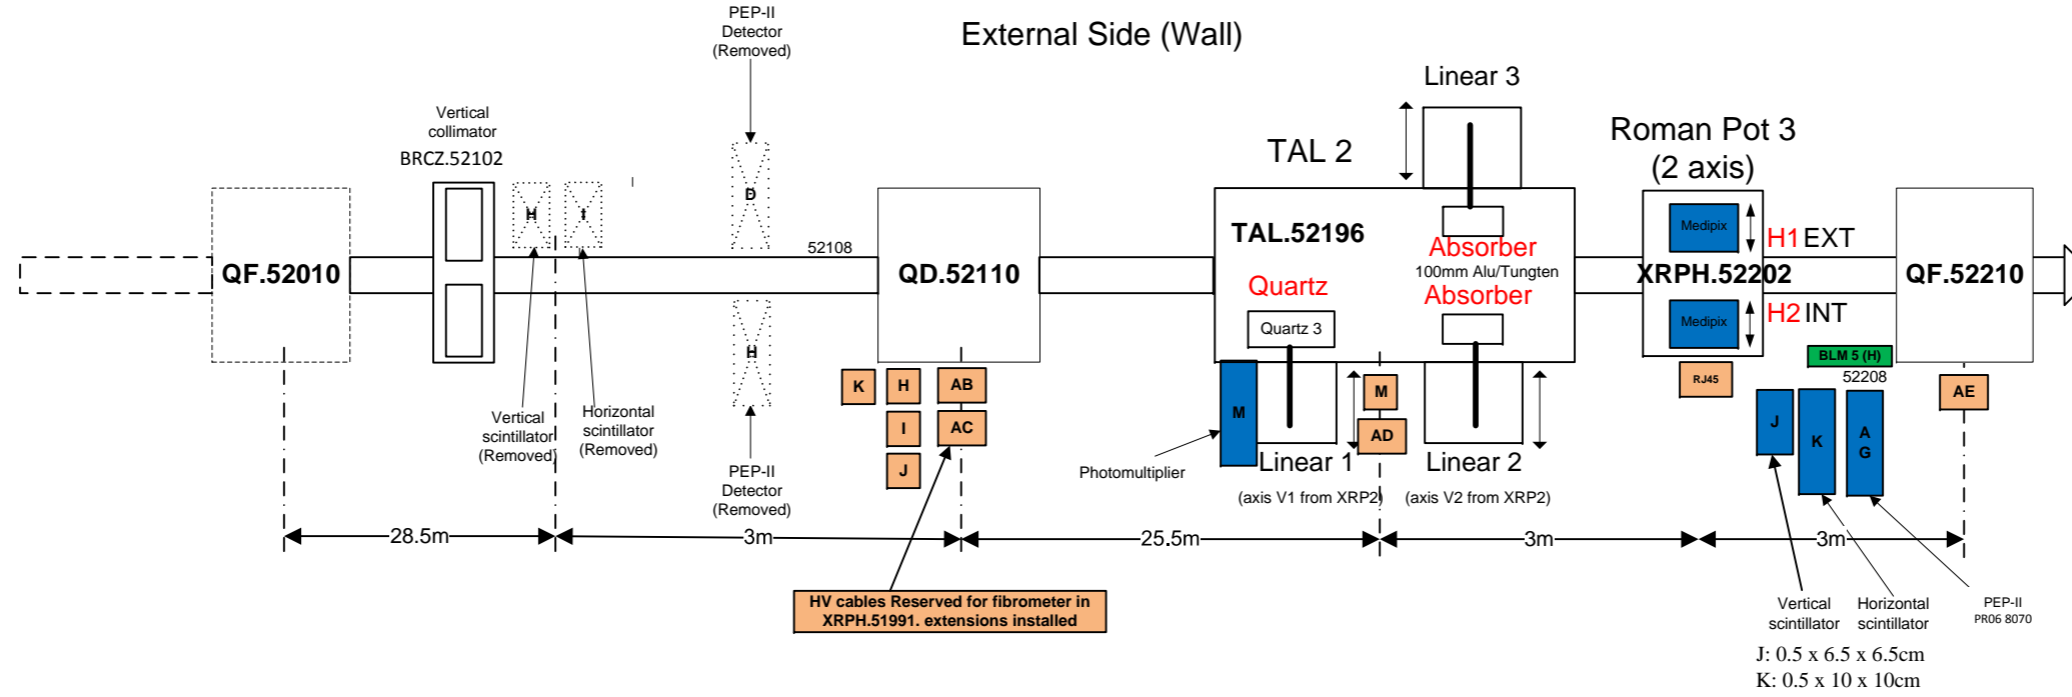 External Side (Wall)
PEP-II
Detector
(Removed)
Linear 3
Vertical
collimator
BRCZ.52102
TAL 2
Roman Pot 3
(2 axis)
H
I
D
Medipix
H1 EXT
52108
QF.52010
QD.52110
TAL.52196
Absorber
100mm Alu/Tungten
Absorber
XRPH.52202
QF.52210
Quartz
Quartz 3
Medipix
H2 INT
H
BLM 5 (H)
52208
K
H
AB
I
AC
J
M
M
AD
RJ45
AE
J
K
A
G
Vertical
scintillator
(Removed)
Horizontal
scintillator
(Removed)
PEP-II
Detector
(Removed)
Photomultiplier
Linear 1
(axis V1 from XRP2)
Linear 2
(axis V2 from XRP2)
28.5m
3m
25.5m
3m
3m
HV cables Reserved for fibrometer in
XRPH.51991. extensions installed
Vertical
scintillator
Horizontal
scintillator
PEP-II
PR06 8070
J: 0.5 x 6.5 x 6.5cm
K: 0.5 x 10 x 10cm